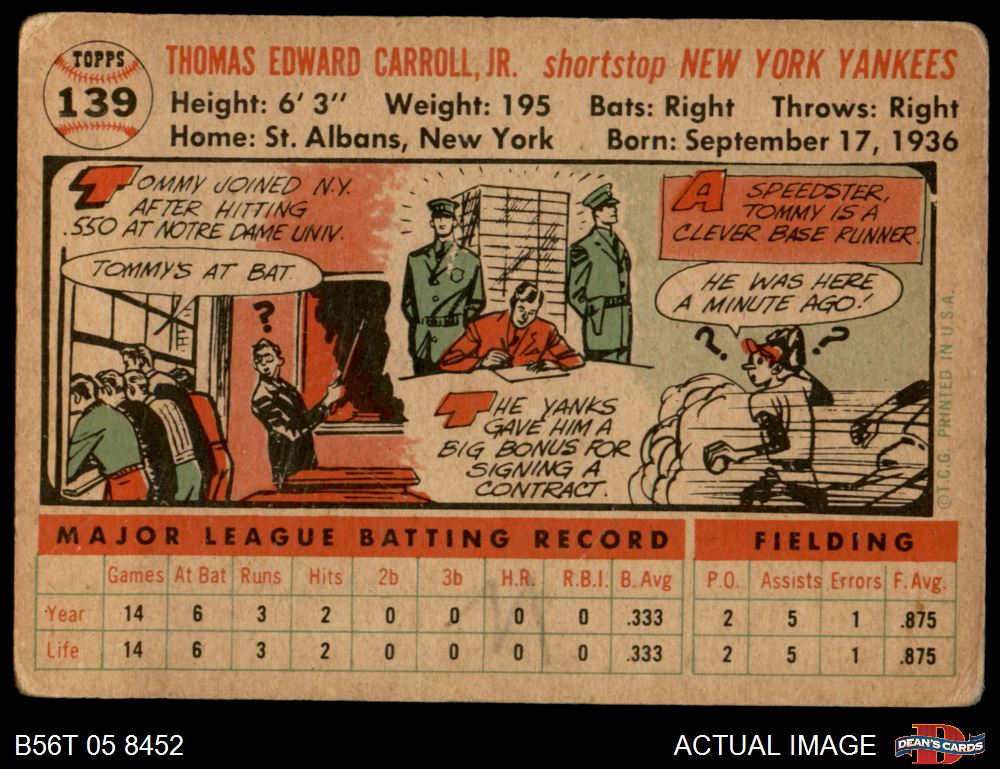 TOPPS
139
THOMAS EDWARD CARROLL, JR. shortstop NEW YORK YANKEES
Height: 6' 3" Weight: 195 Bats: Right Throws: Right
Home: St. Albans, New York Born: September 17, 1936
TOMMY JOINED N.Y.
AFTER HITTING
.550 AT NOTRE DAME UNIV.
TOMMY'S AT BAT.
?
THE YANKS
GAVE HIM A
BIG BONUS FOR
SIGNING A
CONTRACT.
A SPEEDSTER,
TOMMY IS A
CLEVER BASE RUNNER.
HE WAS HERE
A MINUTE AGO!
? ?
© T.C.G. PRINTED IN U.S.A.
MAJOR LEAGUE BATTING RECORD FIELDING
Games At Bat Runs Hits 2b 3b H.R. R.B.I. B. Avg P.O. Assists Errors F. Avg.
Year 14 6 3 2 0 0 0 0 .333 2 5 1 .875
Life 14 6 3 2 0 0 0 0 .333 2 5 1 .875
B56T 05 8452 ACTUAL IMAGE DEAN'S CARDS